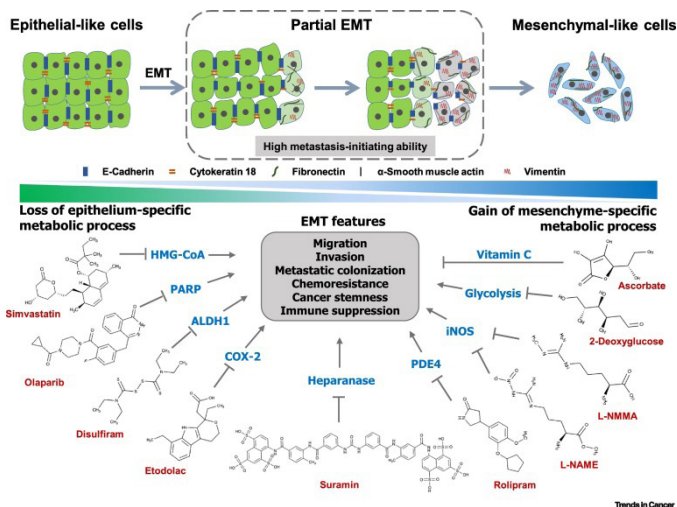 Epithelial-like cells
Partial EMT
Mesenchymal-like cells
EMT
High metastasis-initiating ability
E-Cadherin
Cytokeratin 18
Fibronectin
α-Smooth muscle actin
Vimentin
Loss of epithelium-specific
metabolic process
EMT features
Gain of mesenchyme-specific
metabolic process
Migration
Invasion
Metastatic colonization
Chemoresistance
Cancer stemness
Immune suppression
HMG-CoA
Simvastatin
PARP
Olaparib
ALDH1
Disulfiram
COX-2
Etodolac
Heparanase
Suramin
PDE4
Rolipram
iNOS
L-NAME
L-NMMA
Glycolysis
2-Deoxyglucose
Vitamin C
Ascorbate
Trends in Cancer